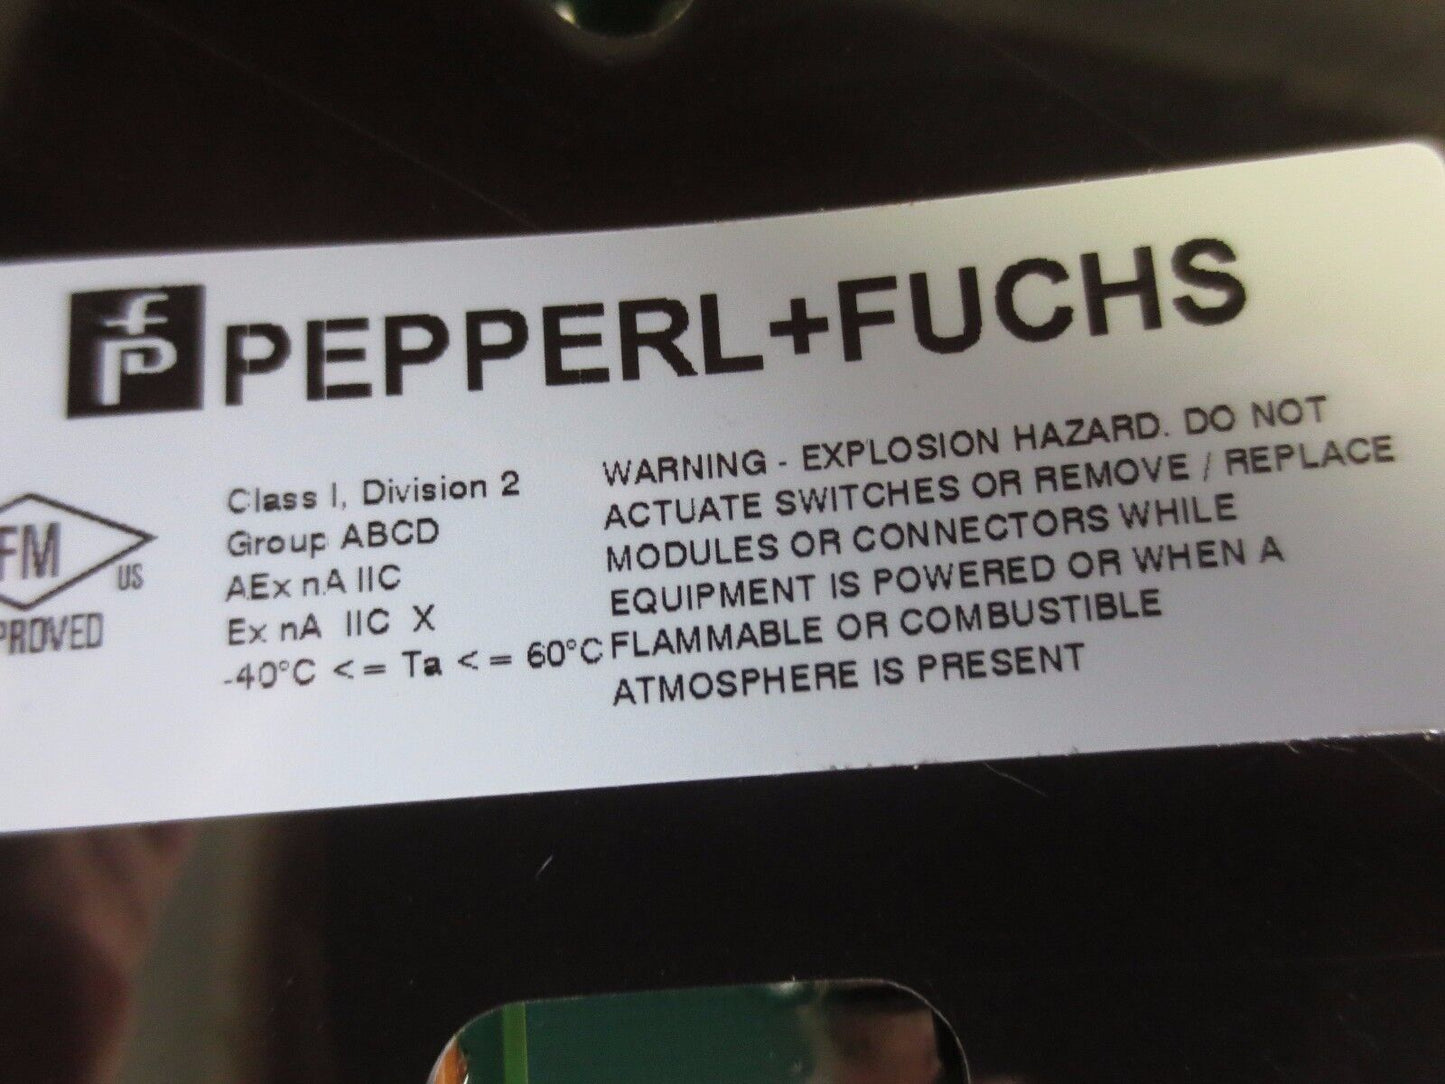 fP PEPPERL+FUCHS
FM
US
PROVED
Class I, Division 2
Group ABCD
AEx nA IIC
Ex nA IIC X
-40°C <= Ta <= 60°C
WARNING - EXPLOSION HAZARD. DO NOT
ACTUATE SWITCHES OR REMOVE / REPLACE
MODULES OR CONNECTORS WHILE
EQUIPMENT IS POWERED OR WHEN A
FLAMMABLE OR COMBUSTIBLE
ATMOSPHERE IS PRESENT